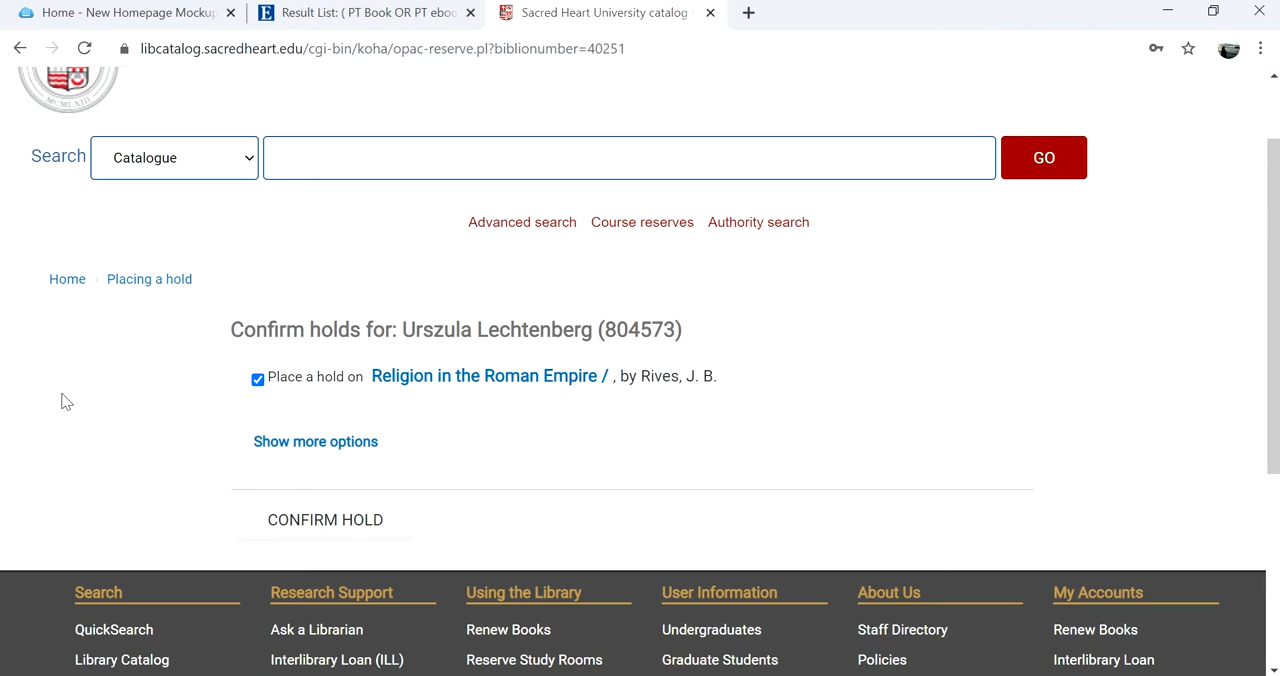 Home - New Homepage Mockup
Result List: ( PT Book OR PT eboo
Sacred Heart University catalog
libcatalog.sacredheart.edu/cgi-bin/koha/opac-reserve.pl?biblionumber=40251
MCMLXIII
Search Catalogue GO
Advanced search Course reserves Authority search
Home › Placing a hold
Confirm holds for: Urszula Lechtenberg (804573)
Place a hold on Religion in the Roman Empire / , by Rives, J. B.
Show more options
CONFIRM HOLD
Search Research Support Using the Library User Information About Us My Accounts
QuickSearch Ask a Librarian Renew Books Undergraduates Staff Directory Renew Books
Library Catalog Interlibrary Loan (ILL) Reserve Study Rooms Graduate Students Policies Interlibrary Loan